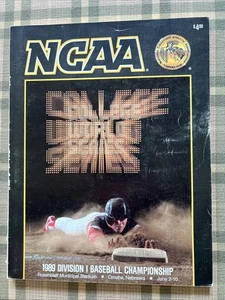 NCAA
COLLEGE
WORLD
SERIES
1989 DIVISION I BASEBALL CHAMPIONSHIP
Rosenblatt Municipal Stadium • Omaha, Nebraska • June 2-10